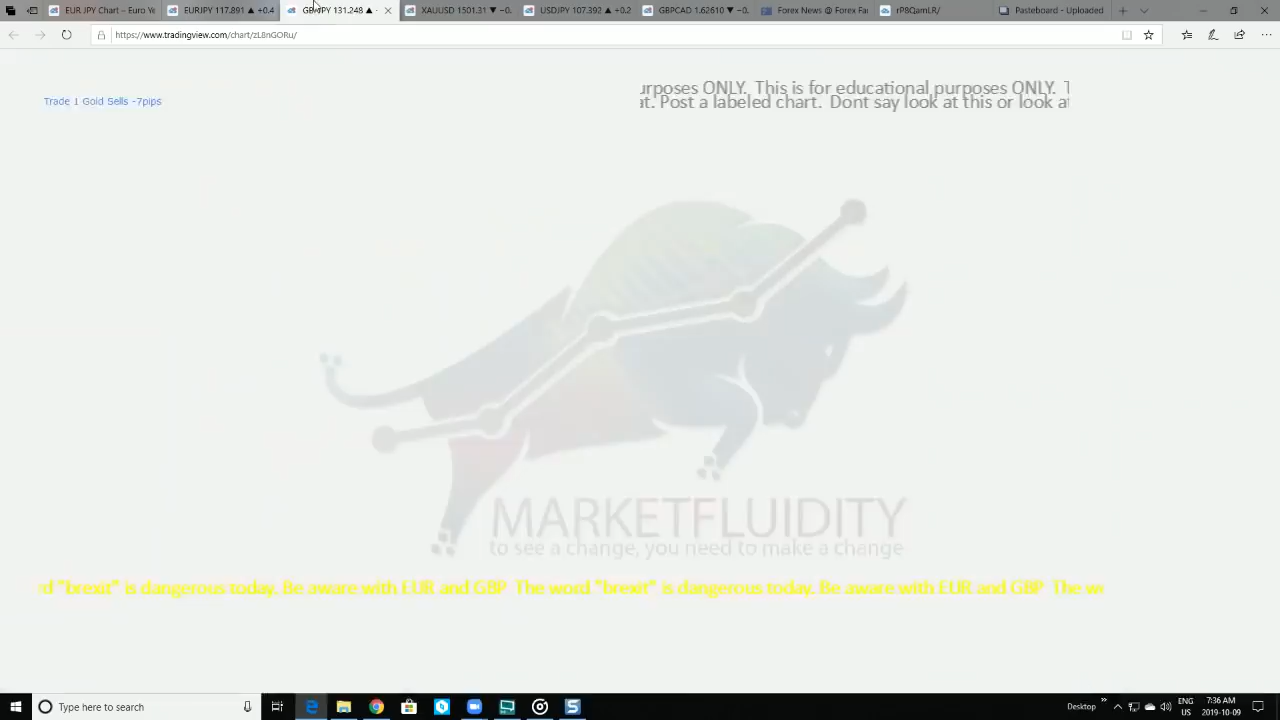 EUR JPY Chart – Euro Ye
EURJPY 117.891 ▲ +0.4
GBPJPY 131.248 ▲
XAUUSD 1501.31 ▼ −0.
USDJPY 107.392 ▲ +0.2
GBPCAD 1.62610 ▼ −0.
Forex News @ Forex Fa
IP8QamLR/
Pasteboard - Uploaded
https://www.tradingview.com/chart/zL8nGORu/
urposes ONLY. This is for educational purposes ONLY. T
at. Post a labeled chart. Dont say look at this or look at
Trade 1 Gold Sells -7pips
MARKETFLUIDITY
to see a change, you need to make a change
rd "brexit" is dangerous today. Be aware with EUR and GBP The word "brexit" is dangerous today. Be aware with EUR and GBP The wo
Type here to search
Desktop
ENG
US
7:36 AM
2019-10-09